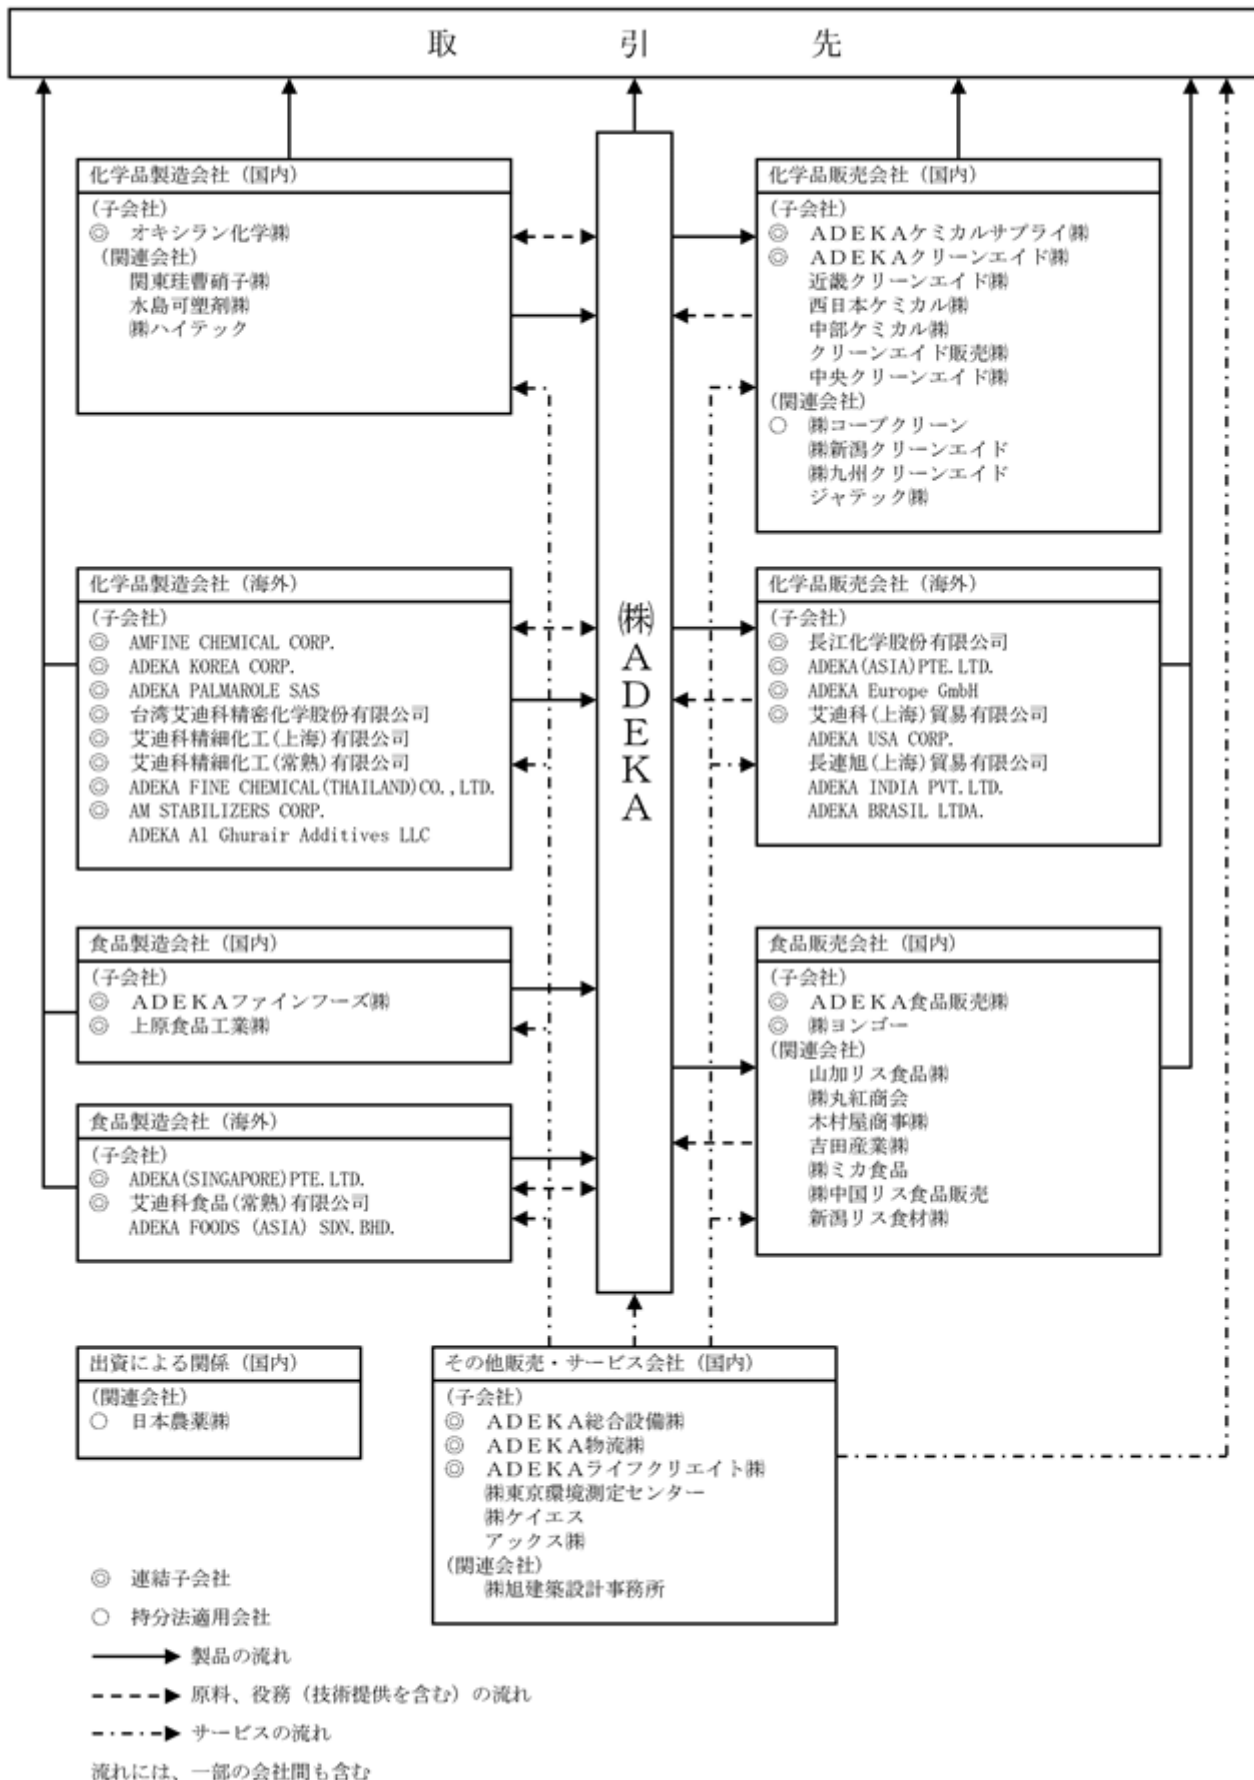 取引先
化学品製造会社（国内）
(子会社)
◎ オキシラン化学㈱
(関連会社)
関東珪曹硝子㈱
水島可塑剤㈱
㈱ハイテック
化学品販売会社（国内）
(子会社)
◎ ＡＤＥＫＡケミカルサプライ㈱
◎ ＡＤＥＫＡクリーンエイド㈱
近畿クリーンエイド㈱
西日本ケミカル㈱
中部ケミカル㈱
クリーンエイド販売㈱
中央クリーンエイド㈱
(関連会社)
○ ㈱コープクリーン
㈱新潟クリーンエイド
㈱九州クリーンエイド
ジャテック㈱
㈱ＡＤＥＫＡ
化学品製造会社（海外）
(子会社)
◎ AMFINE CHEMICAL CORP.
◎ ADEKA KOREA CORP.
◎ ADEKA PALMAROLE SAS
◎ 台湾艾迪科精密化学股份有限公司
◎ 艾迪科精細化工(上海)有限公司
◎ 艾迪科精細化工(常熟)有限公司
◎ ADEKA FINE CHEMICAL(THAILAND)CO.,LTD.
◎ AM STABILIZERS CORP.
ADEKA Al Ghurair Additives LLC
化学品販売会社（海外）
(子会社)
◎ 長江化学股份有限公司
◎ ADEKA(ASIA)PTE.LTD.
◎ ADEKA Europe GmbH
◎ 艾迪科(上海)貿易有限公司
ADEKA USA CORP.
長連旭(上海)貿易有限公司
ADEKA INDIA PVT.LTD.
ADEKA BRASIL LTDA.
食品製造会社（国内）
(子会社)
◎ ＡＤＥＫＡファインフーズ㈱
◎ 上原食品工業㈱
食品販売会社（国内）
(子会社)
◎ ＡＤＥＫＡ食品販売㈱
◎ ㈱ヨンゴー
(関連会社)
山加リス食品㈱
㈱丸紅商会
木村屋商事㈱
吉田産業㈱
㈱ミカ食品
㈱中国リス食品販売
新潟リス食材㈱
食品製造会社（海外）
(子会社)
◎ ADEKA(SINGAPORE)PTE.LTD.
◎ 艾迪科食品(常熟)有限公司
ADEKA FOODS (ASIA) SDN.BHD.
出資による関係（国内）
(関連会社)
○ 日本農薬㈱
その他販売・サービス会社（国内）
(子会社)
◎ ＡＤＥＫＡ総合設備㈱
◎ ＡＤＥＫＡ物流㈱
◎ ＡＤＥＫＡライフクリエイト㈱
㈱東京環境測定センター
㈱ケイエス
アックス㈱
(関連会社)
㈱旭建築設計事務所
◎ 連結子会社
○ 持分法適用会社
製品の流れ
原料、役務（技術提供を含む）の流れ
サービスの流れ
流れには、一部の会社間も含む